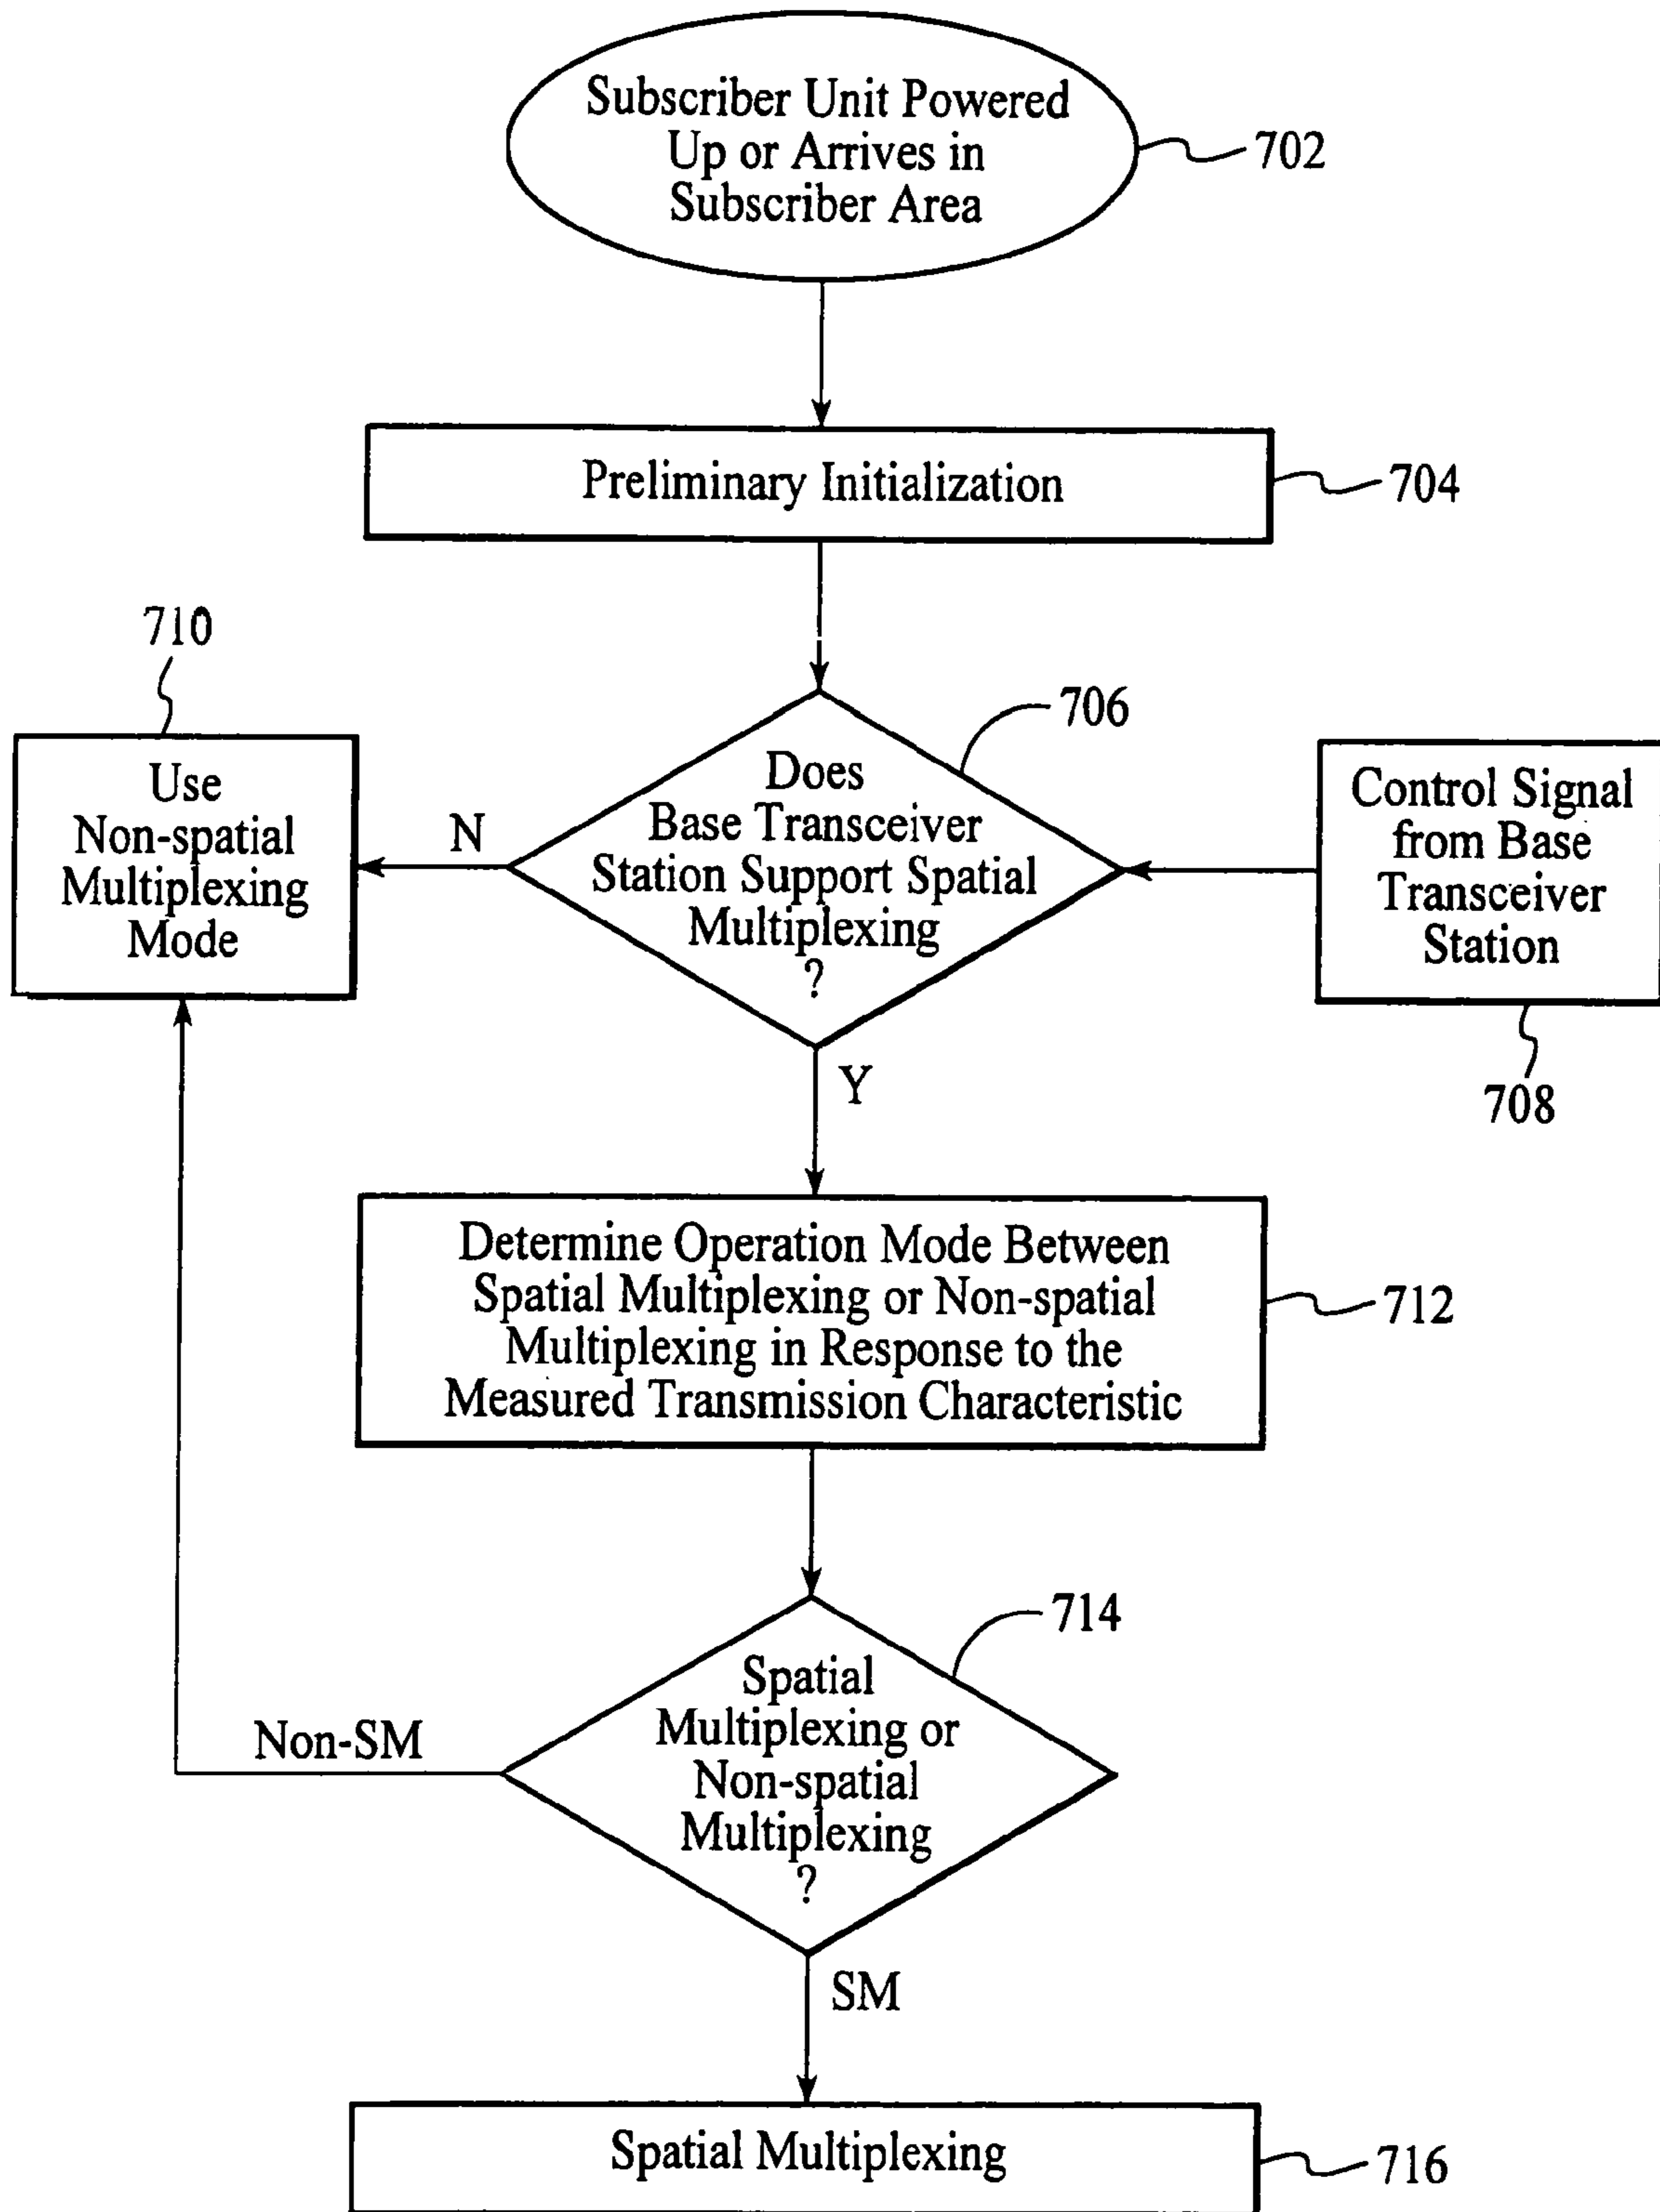 Subscriber Unit Powered
Up or Arrives in
Subscriber Area
702
Preliminary Initialization
704
710
Use
Non-spatial
Multiplexing
Mode
N
706
Does
Base Transceiver
Station Support Spatial
Multiplexing
?
Control Signal
from Base
Transceiver
Station
708
Y
Determine Operation Mode Between
Spatial Multiplexing or Non-spatial
Multiplexing in Response to the
Measured Transmission Characteristic
712
714
Spatial
Multiplexing or
Non-spatial
Multiplexing
?
Non-SM
SM
Spatial Multiplexing
716